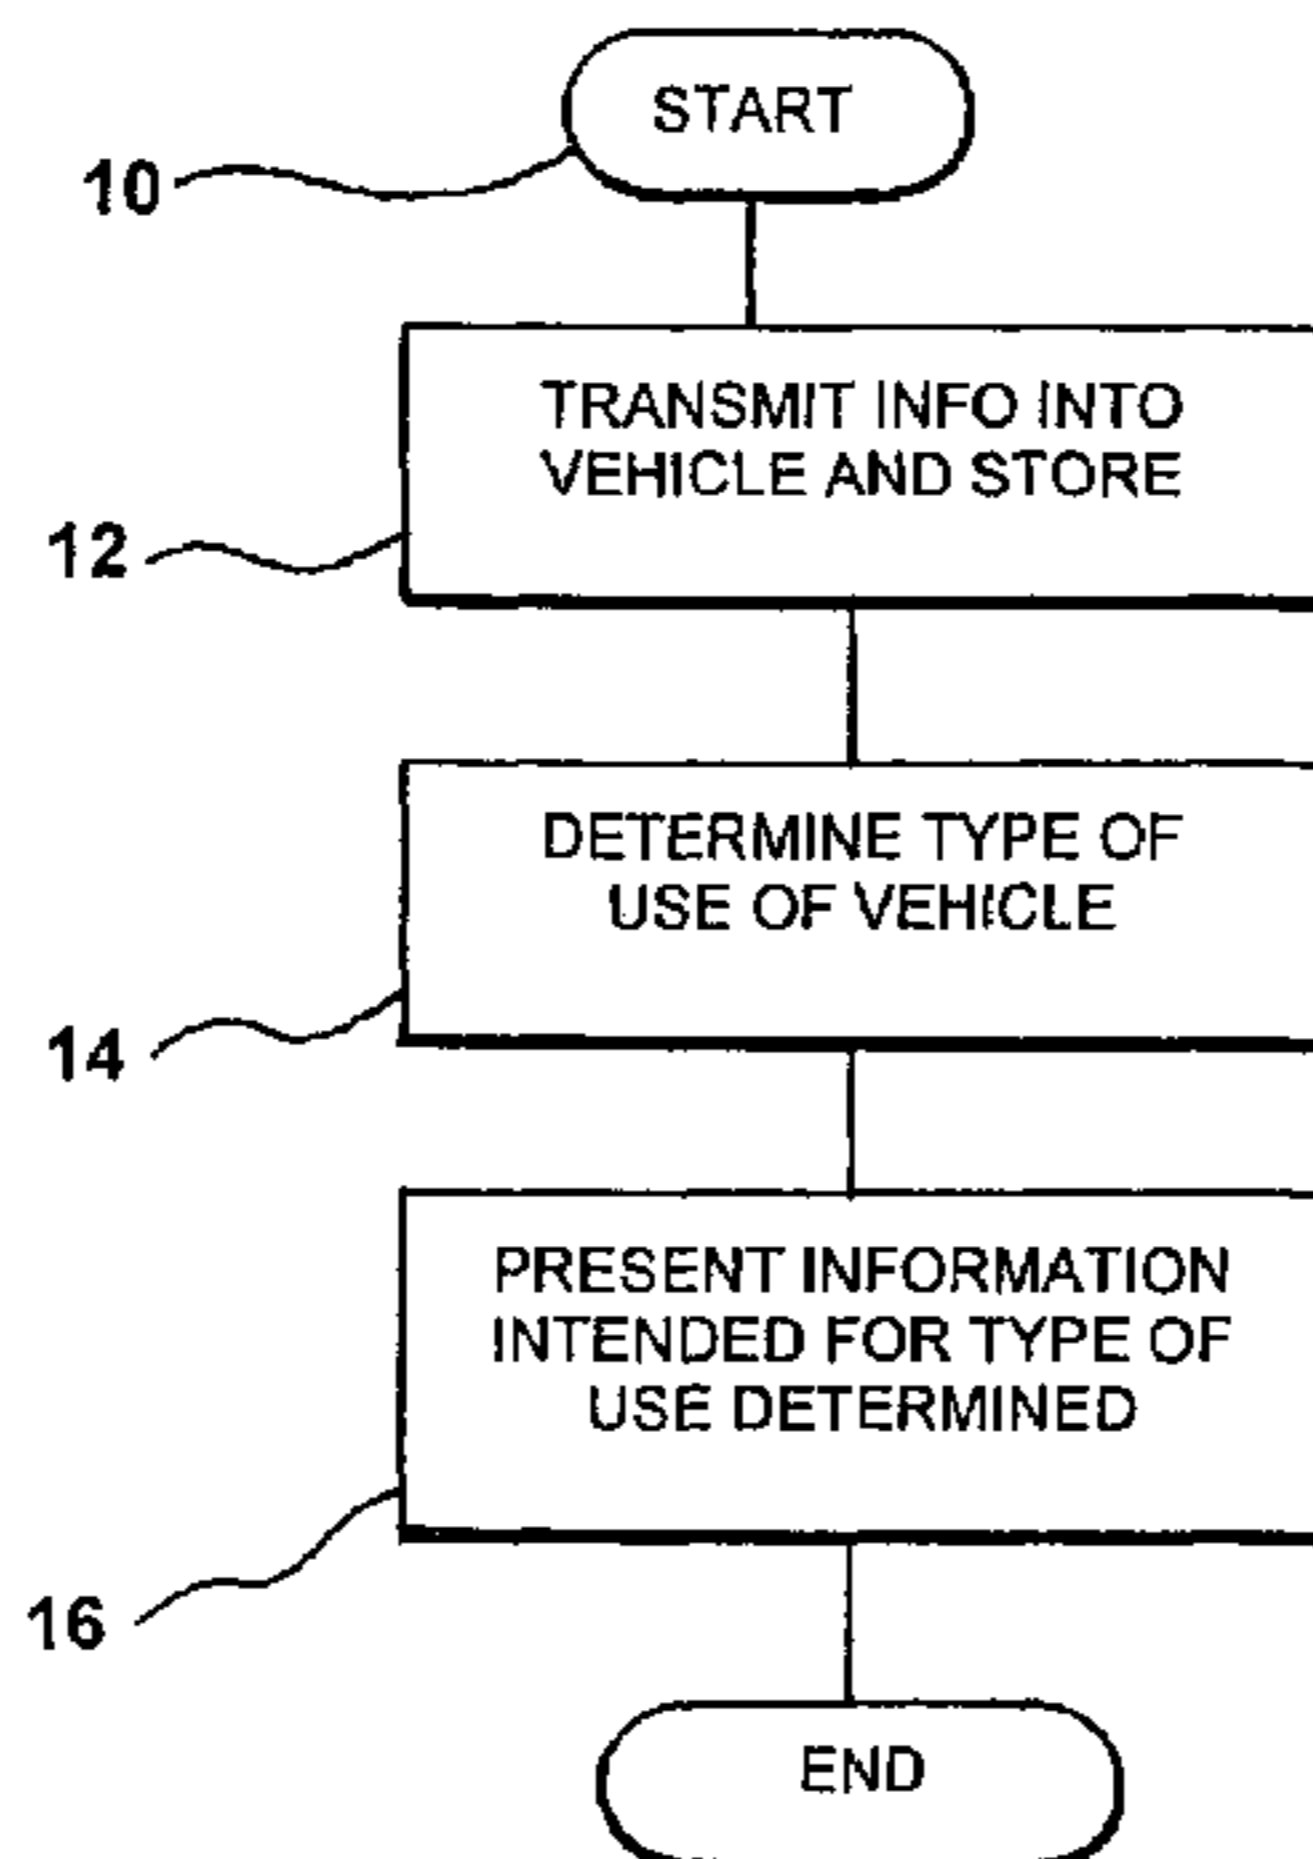 START
10
TRANSMIT INFO INTO
VEHICLE AND STORE
12
DETERMINE TYPE OF
USE OF VEHICLE
14
PRESENT INFORMATION
INTENDED FOR TYPE OF
USE DETERMINED
16
END